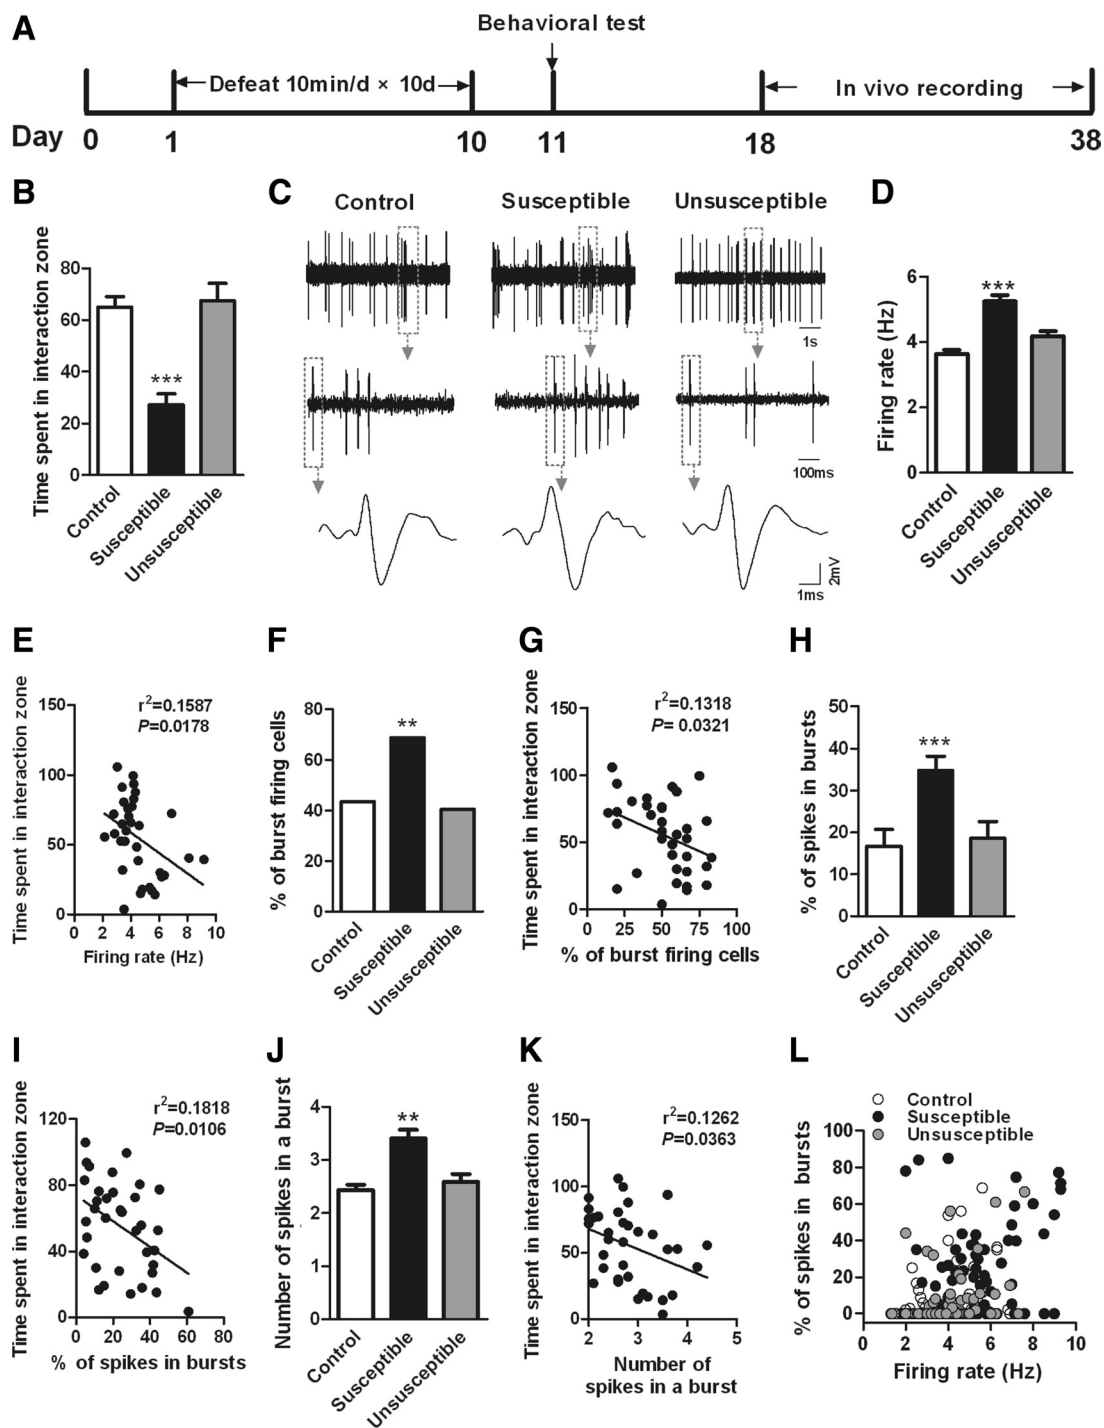 A
Behavioral test
Defeat 10min/d × 10d
In vivo recording
Day 0 1 10 11 18 38
B
Time spent in interaction zone
80
60
40
20
0
***
Control
Susceptible
Unsusceptible
C
Control Susceptible Unsusceptible
1s
100ms
2mV
1ms
D
Firing rate (Hz)
6
4
2
0
***
Control
Susceptible
Unsusceptible
E
Time spent in interaction zone
r²=0.1587
P=0.0178
150
100
50
0
0 2 4 6 8 10
Firing rate (Hz)
F
% of burst firing cells
80
60
40
20
0
**
Control
Susceptible
Unsusceptible
G
Time spent in interaction zone
r²=0.1318
P= 0.0321
150
100
50
0
0 25 50 75 100
% of burst firing cells
H
% of spikes in bursts
50
40
30
20
10
0
***
Control
Susceptible
Unsusceptible
I
Time spent in interaction zone
r²=0.1818
P=0.0106
120
80
40
0
0 20 40 60 80
% of spikes in bursts
J
Number of spikes in a burst
4
3
2
1
0
**
Control
Susceptible
Unsusceptible
K
Time spent in interaction zone
r²=0.1262
P=0.0363
150
100
50
0
2 3 4 5
Number of
spikes in a burst
L
Control
Susceptible
Unsusceptible
% of spikes in bursts
100
80
60
40
20
0
0 2 4 6 8 10
Firing rate (Hz)